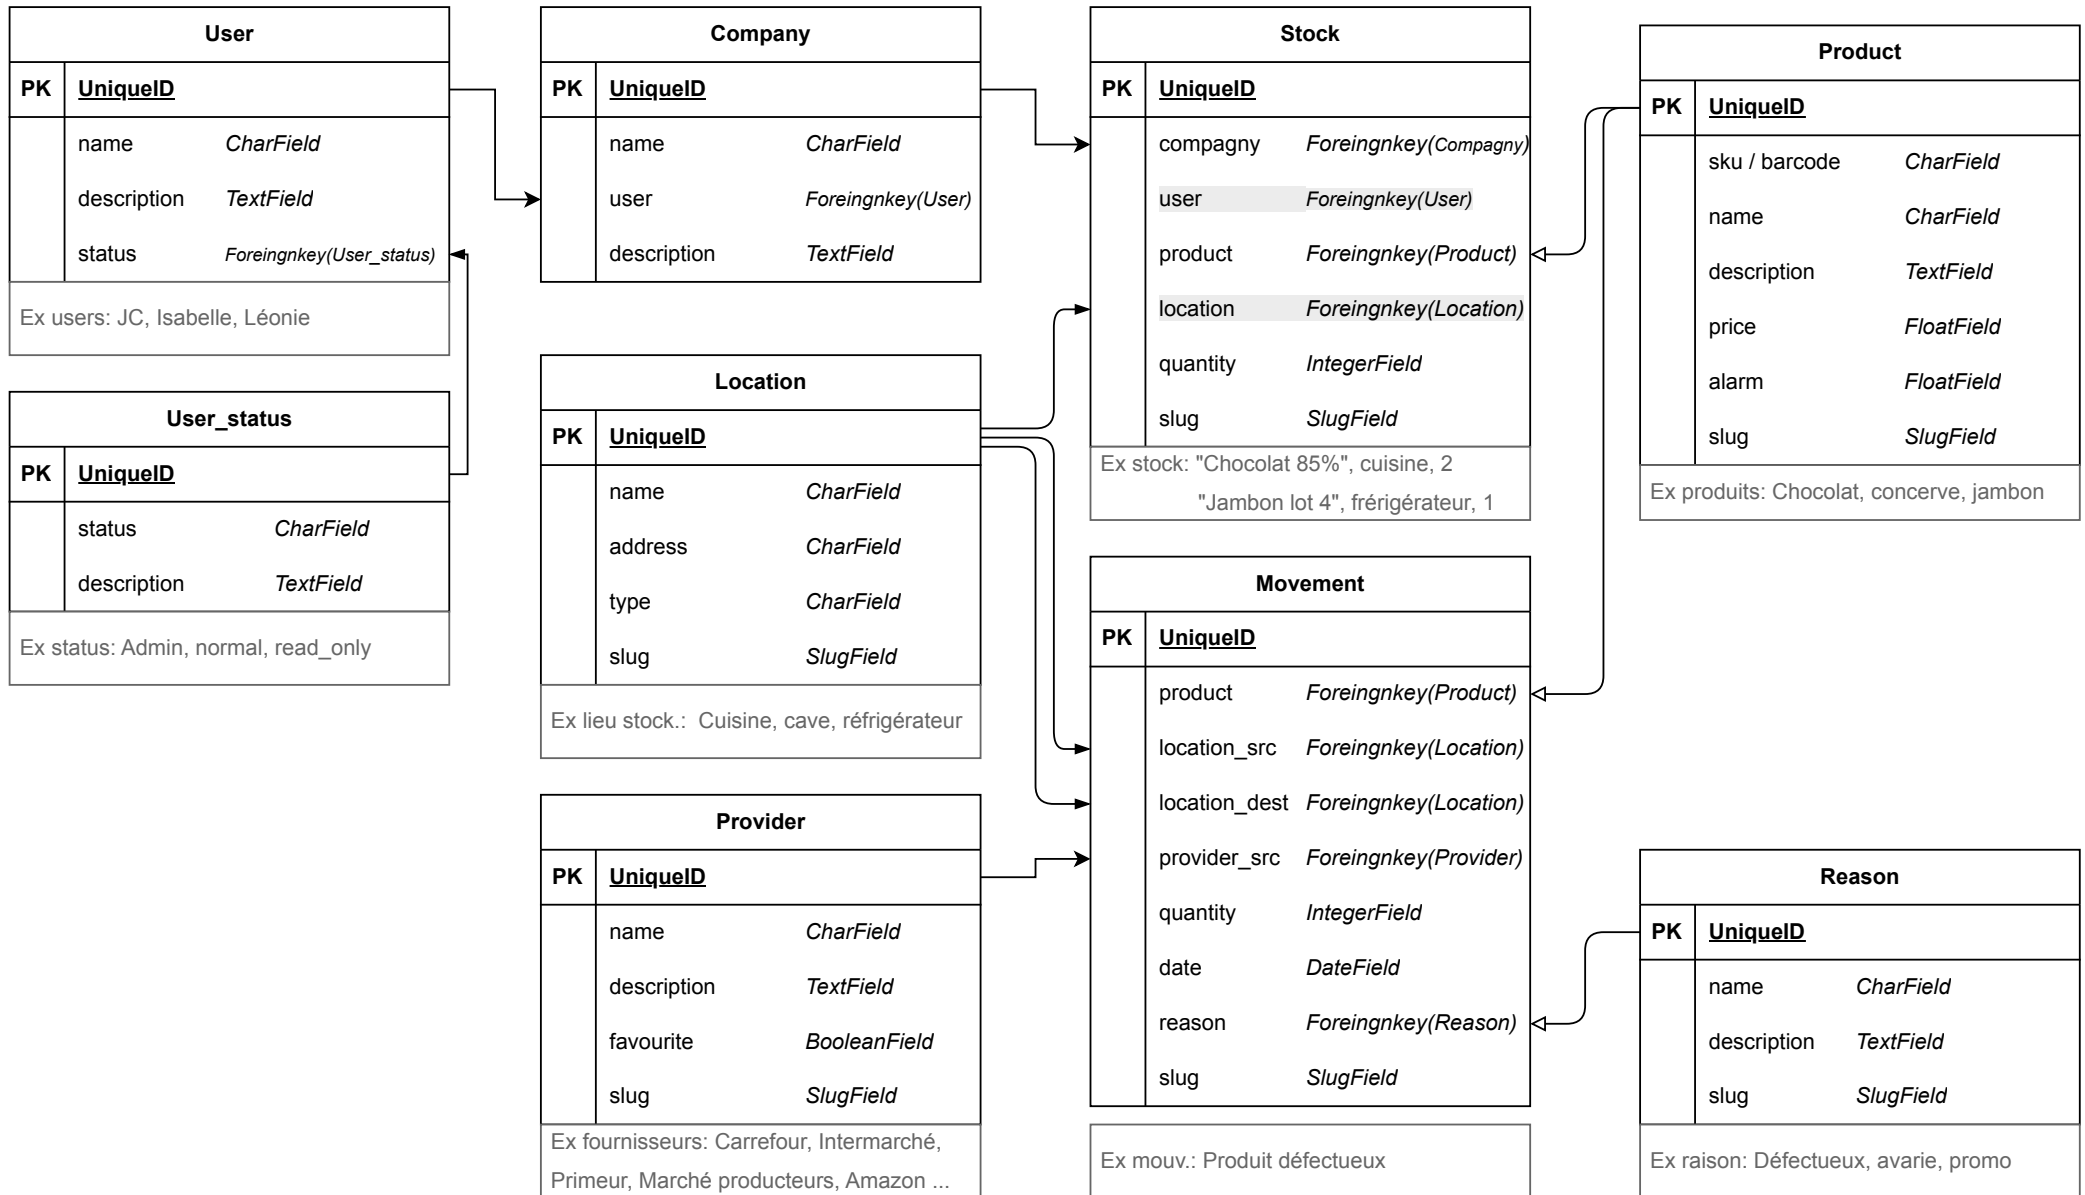 User
PK UniqueID
name CharField
description TextField
status Foreingnkey(User_status)
Ex users: JC, Isabelle, Léonie
User_status
PK UniqueID
status CharField
description TextField
Ex status: Admin, normal, read_only
Company
PK UniqueID
name CharField
user Foreingnkey(User)
description TextField
Location
PK UniqueID
name CharField
address CharField
type CharField
slug SlugField
Ex lieu stock.: Cuisine, cave, réfrigérateur
Provider
PK UniqueID
name CharField
description TextField
favourite BooleanField
slug SlugField
Ex fournisseurs: Carrefour, Intermarché,
Primeur, Marché producteurs, Amazon ...
Stock
PK UniqueID
compagny Foreingnkey(Compagny)
user Foreingnkey(User)
product Foreingnkey(Product)
location Foreingnkey(Location)
quantity IntegerField
slug SlugField
Ex stock: "Chocolat 85%", cuisine, 2
"Jambon lot 4", frérigérateur, 1
Movement
PK UniqueID
product Foreingnkey(Product)
location_src Foreingnkey(Location)
location_dest Foreingnkey(Location)
provider_src Foreingnkey(Provider)
quantity IntegerField
date DateField
reason Foreingnkey(Reason)
slug SlugField
Ex mouv.: Produit défectueux
Product
PK UniqueID
sku / barcode CharField
name CharField
description TextField
price FloatField
alarm FloatField
slug SlugField
Ex produits: Chocolat, concerve, jambon
Reason
PK UniqueID
name CharField
description TextField
slug SlugField
Ex raison: Défectueux, avarie, promo